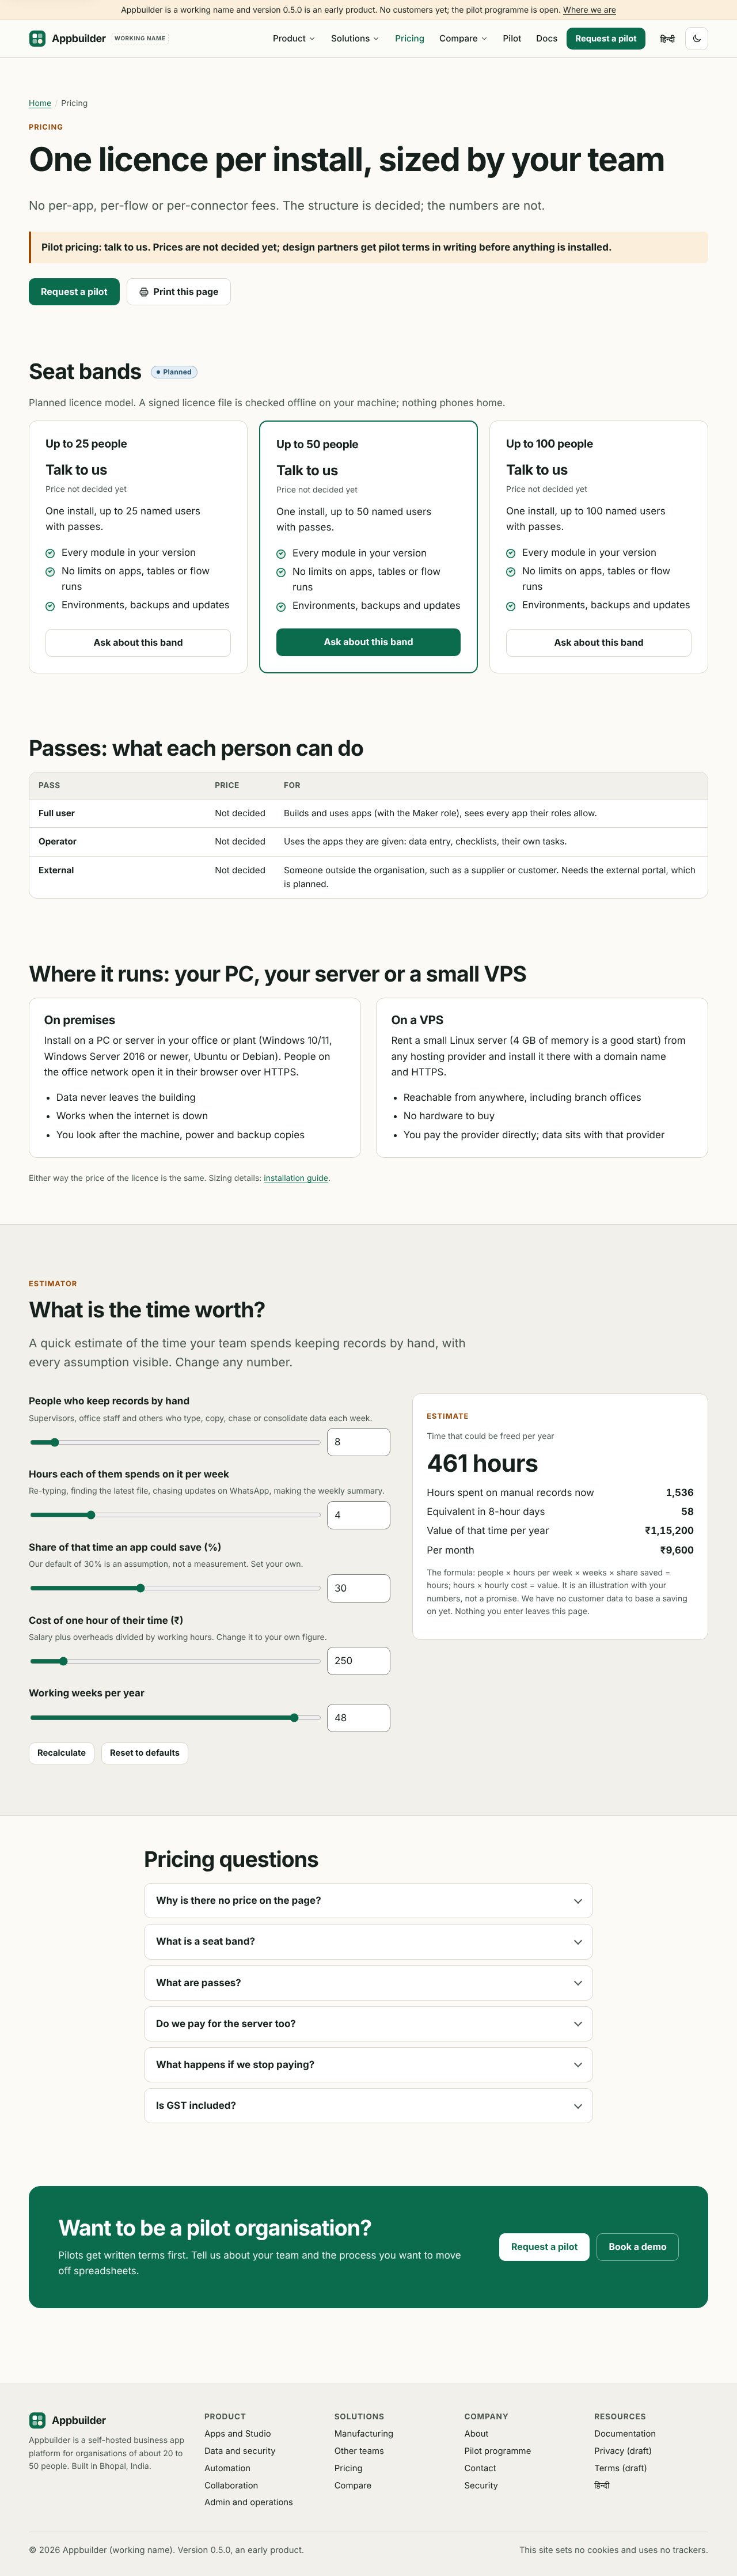 Appbuilder is a working name and version 0.5.0 is an early product. No customers yet; the pilot programme is open. Where we are
Appbuilder WORKING NAME Product Solutions Pricing Compare Pilot Docs Request a pilot हिन्दी
Home / Pricing
PRICING
One licence per install, sized by your team
No per-app, per-flow or per-connector fees. The structure is decided; the numbers are not.
Pilot pricing: talk to us. Prices are not decided yet; design partners get pilot terms in writing before anything is installed.
Request a pilot Print this page
Seat bands Planned
Planned licence model. A signed licence file is checked offline on your machine; nothing phones home.
Up to 25 people
Talk to us
Price not decided yet
One install, up to 25 named users
with passes.
Every module in your version
No limits on apps, tables or flow
runs
Environments, backups and updates
Ask about this band
Up to 50 people
Talk to us
Price not decided yet
One install, up to 50 named users
with passes.
Every module in your version
No limits on apps, tables or flow
runs
Environments, backups and updates
Ask about this band
Up to 100 people
Talk to us
Price not decided yet
One install, up to 100 named users
with passes.
Every module in your version
No limits on apps, tables or flow
runs
Environments, backups and updates
Ask about this band
Passes: what each person can do
PASS PRICE FOR
Full user Not decided Builds and uses apps (with the Maker role), sees every app their roles allow.
Operator Not decided Uses the apps they are given: data entry, checklists, their own tasks.
External Not decided Someone outside the organisation, such as a supplier or customer. Needs the external portal, which
is planned.
Where it runs: your PC, your server or a small VPS
On premises
Install on a PC or server in your office or plant (Windows 10/11,
Windows Server 2016 or newer, Ubuntu or Debian). People on
the office network open it in their browser over HTTPS.
• Data never leaves the building
• Works when the internet is down
• You look after the machine, power and backup copies
On a VPS
Rent a small Linux server (4 GB of memory is a good start) from
any hosting provider and install it there with a domain name
and HTTPS.
• Reachable from anywhere, including branch offices
• No hardware to buy
• You pay the provider directly; data sits with that provider
Either way the price of the licence is the same. Sizing details: installation guide.
ESTIMATOR
What is the time worth?
A quick estimate of the time your team spends keeping records by hand, with
every assumption visible. Change any number.
People who keep records by hand
Supervisors, office staff and others who type, copy, chase or consolidate data each week.
8
Hours each of them spends on it per week
Re-typing, finding the latest file, chasing updates on WhatsApp, making the weekly summary.
4
Share of that time an app could save (%)
Our default of 30% is an assumption, not a measurement. Set your own.
30
Cost of one hour of their time (₹)
Salary plus overheads divided by working hours. Change it to your own figure.
250
Working weeks per year
48
Recalculate Reset to defaults
ESTIMATE
Time that could be freed per year
461 hours
Hours spent on manual records now 1,536
Equivalent in 8-hour days 58
Value of that time per year ₹1,15,200
Per month ₹9,600
The formula: people × hours per week × weeks × share saved =
hours; hours × hourly cost = value. It is an illustration with your
numbers, not a promise. We have no customer data to base a saving
on yet. Nothing you enter leaves this page.
Pricing questions
Why is there no price on the page?
What is a seat band?
What are passes?
Do we pay for the server too?
What happens if we stop paying?
Is GST included?
Want to be a pilot organisation?
Pilots get written terms first. Tell us about your team and the process you want to move
off spreadsheets.
Request a pilot Book a demo
Appbuilder
Appbuilder is a self-hosted business app
platform for organisations of about 20 to
50 people. Built in Bhopal, India.
PRODUCT
Apps and Studio
Data and security
Automation
Collaboration
Admin and operations
SOLUTIONS
Manufacturing
Other teams
Pricing
Compare
COMPANY
About
Pilot programme
Contact
Security
RESOURCES
Documentation
Privacy (draft)
Terms (draft)
हिन्दी
© 2026 Appbuilder (working name). Version 0.5.0, an early product.
This site sets no cookies and uses no trackers.